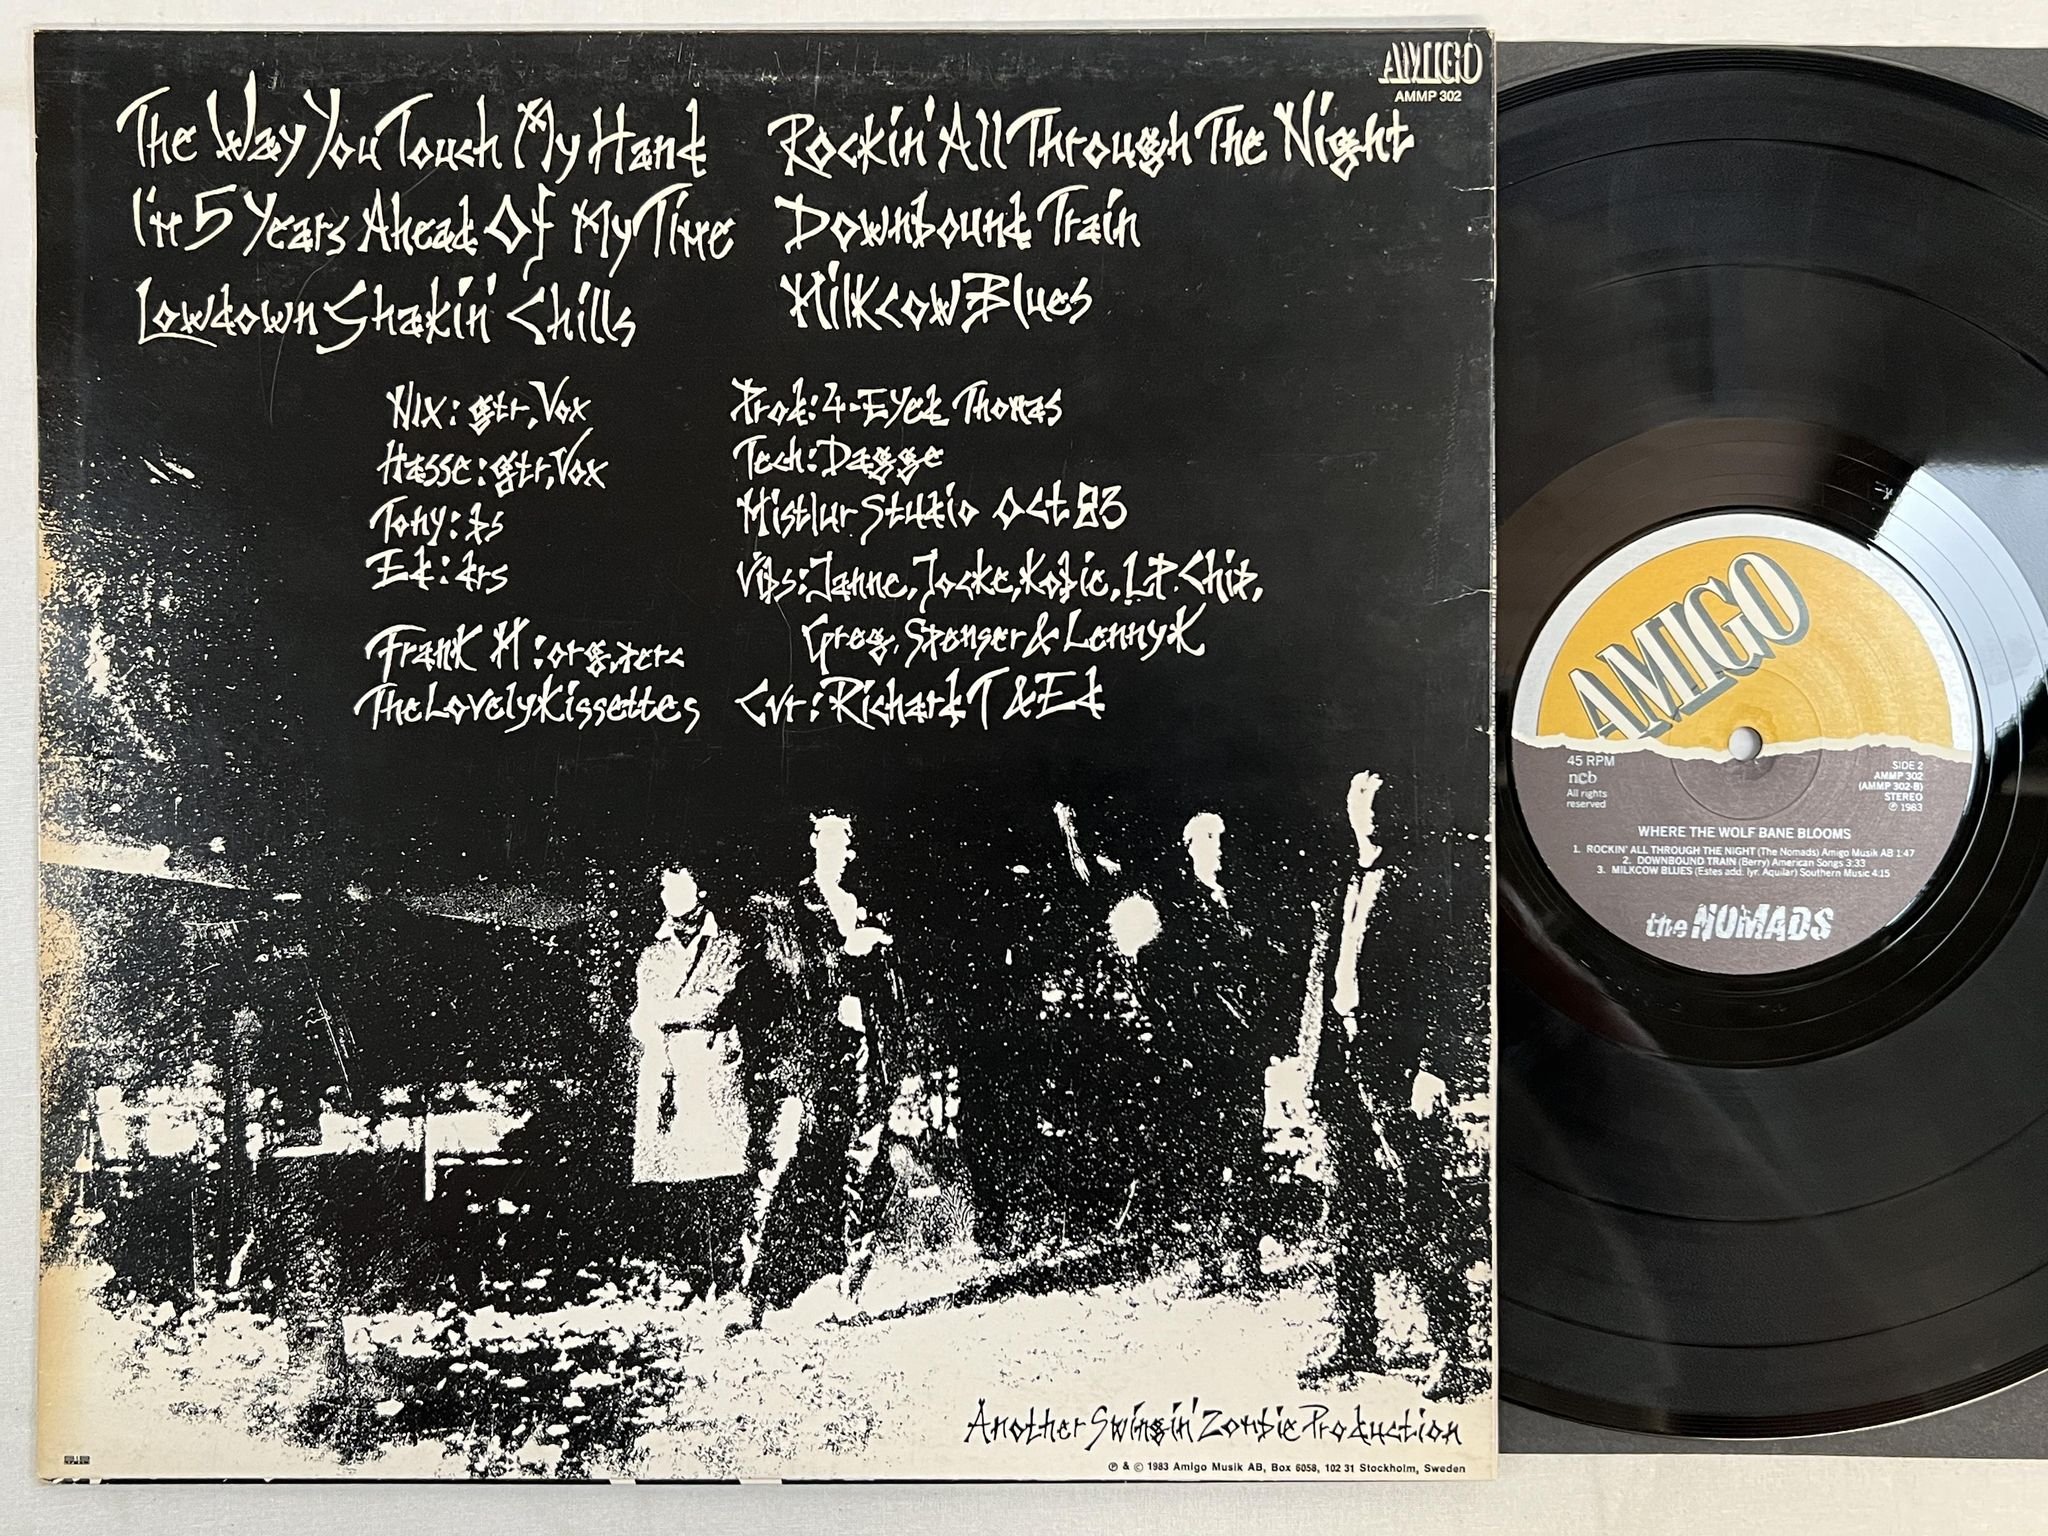 AMIGO
AMMP 302
The Way You Touch My Hand
I'm 5 Years Ahead Of My Time
Lowdown Shakin' Chills
Rockin' All Through The Night
Downbound Train
Milkcow Blues
Nix: gtr, Vox
Hasse: gtr, Vox
Tony: bs
Ed: drs
Frank M: org, perc
The Lovely Kissettes
Prod: 4-Eyed Thomas
Tech: Dagge
Mistlur Studio Oct 83
Vibs: Janne, Jocke, Kobie, LP, Chip,
Greg, Spenser & Lenny K
Cvr: Richard T & Ed
Another Swingin' Zombie Production
℗ & © 1983 Amigo Musik AB, Box 6058, 102 31 Stockholm, Sweden
AMIGO
45 RPM
ncb
All rights
reserved
SIDE 2
AMMP 302
(AMMP 302-B)
STEREO
℗ 1983
WHERE THE WOLF BANE BLOOMS
1. ROCKIN' ALL THROUGH THE NIGHT (The Nomads) Amigo Musik AB 1:47
2. DOWNBOUND TRAIN (Berry) American Songs 3:33
3. MILKCOW BLUES (Estes add. lyr. Aquilar) Southern Music 4:15
the NOMADS